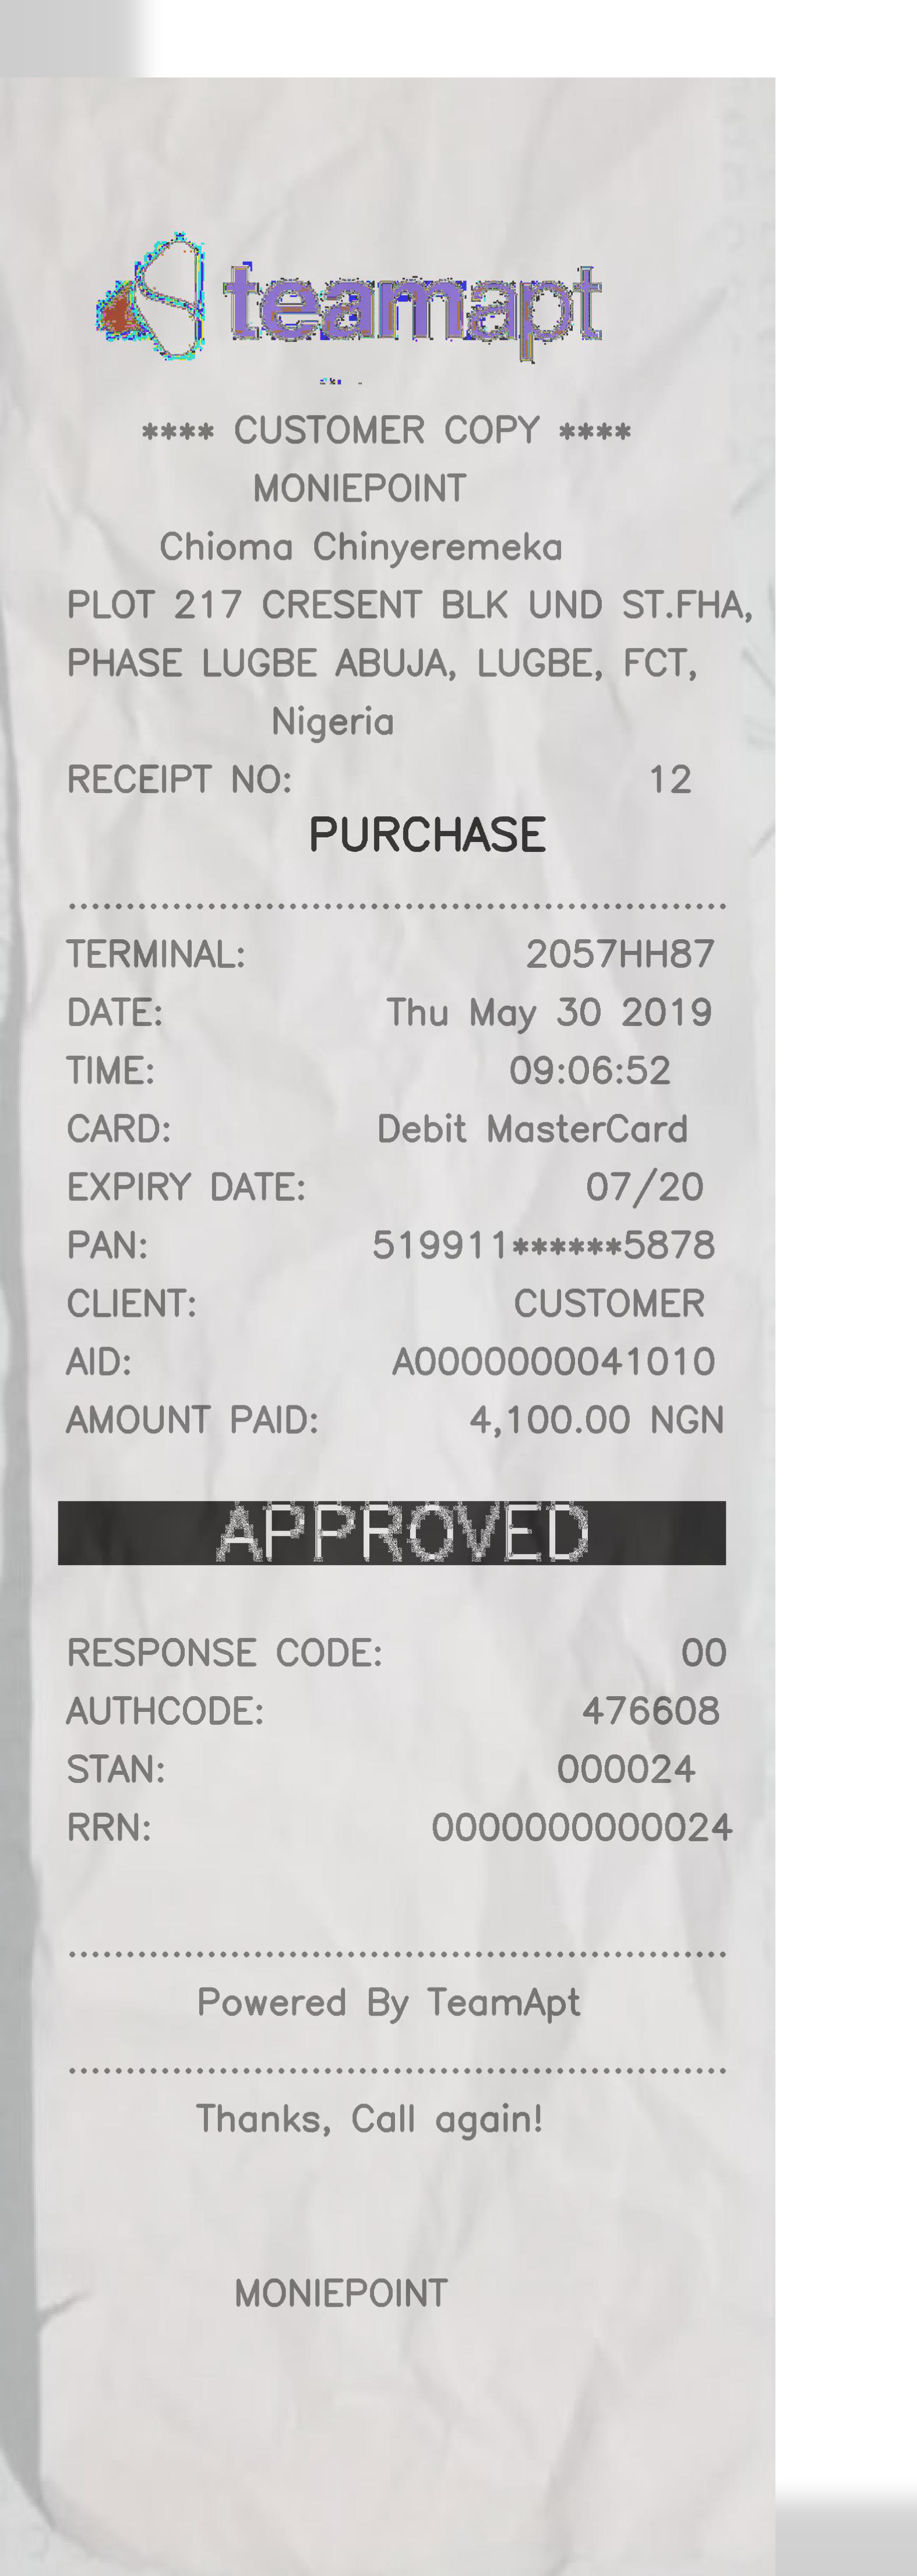 teamapt
**** CUSTOMER COPY ****
MONIEPOINT
Chioma Chinyeremeka
PLOT 217 CRESENT BLK UND ST.FHA,
PHASE LUGBE ABUJA, LUGBE, FCT,
Nigeria
RECEIPT NO: 12
PURCHASE
TERMINAL: 2057HH87
DATE: Thu May 30 2019
TIME: 09:06:52
CARD: Debit MasterCard
EXPIRY DATE: 07/20
PAN: 519911******5878
CLIENT: CUSTOMER
AID: A0000000041010
AMOUNT PAID: 4,100.00 NGN
APPROVED
RESPONSE CODE: 00
AUTHCODE: 476608
STAN: 000024
RRN: 0000000000024
Powered By TeamApt
Thanks, Call again!
MONIEPOINT